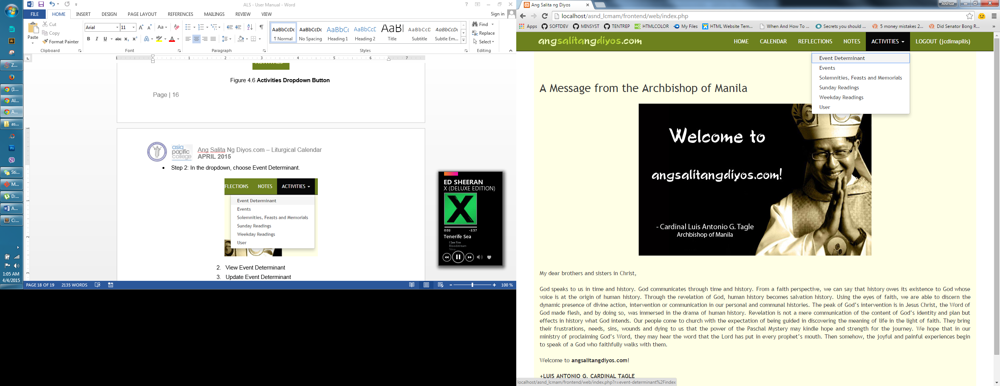 ALS - User Manual - Word
FILE HOME INSERT DESIGN PAGE LAYOUT REFERENCES MAILINGS REVIEW VIEW Sign in
Paste
Cut
Copy
Format Painter
Clipboard
Arial 11
Font
Paragraph
AaBbCcDc AaBbCcDc AaBbCc AaBbCcD AaBl AaBbCcD AaBbCcDc
¶ Normal No Spacing Heading 1 Heading 2 Title Subtitle Subtle Em...
Styles
Find
Replace
Select
Editing
ACTIVITIES
Figure 4.6 Activities Dropdown Button
Page | 16
asia pacific college
Ang Salita Ng Diyos.com – Liturgical Calendar
APRIL 2015
• Step 2: In the dropdown, choose Event Determinant.
FLECTIONS NOTES ACTIVITIES
Event Determinant
Events
Solemnities, Feasts and Memorials
Sunday Readings
Weekday Readings
User
2. View Event Determinant
3. Update Event Determinant
PAGE 18 OF 19 2135 WORDS 100 %
Z...
(1...
Al...
A...
as...
Sti...
M...
D:...
A...
C:...
1:05 AM
4/4/2015
ED SHEERAN
X (DELUXE EDITION)
0:03 -3:57
Tenerife Sea
I See Fire
Bloodstream
Nina
Ang Salita ng Diyos
Joshua
localhost/asnd_lcmam/frontend/web/index.php
Apps SOFTDEV MINSYST TENTREP HTMLCOLOR My Files HTML Website Tem... When And How To ... Secrets you should ... 5 money mistakes 2... Did Senator Bong R...
angsalitangdiyos.com
HOME CALENDAR REFLECTIONS NOTES ACTIVITIES LOGOUT (jcdimapilis)
Event Determinant
Events
Solemnities, Feasts and Memorials
Sunday Readings
Weekday Readings
User
A Message from the Archbishop of Manila
Welcome to
angsalitangdiyos.com!
- Cardinal Luis Antonio G. Tagle
Archbishop of Manila
My dear brothers and sisters in Christ,
God speaks to us in time and history. God communicates through time and history. From a faith perspective, we can say that history owes its existence to God whose
voice is at the origin of human history. Through the revelation of God, human history becomes salvation history. Using the eyes of faith, we are able to discern the
dynamic presence of divine action, intervention or communication in our personal and communal histories. The peak of God's intervention is in Jesus Christ, the Word of
God made flesh, and by doing so, was immersed in the drama of human history. Revelation is not a mere communication of the content of God's identity and plan but
effects in history what God intends. Our people come to church with the expectation of being guided in discovering the meaning of life in the light of faith. They bring
their frustrations, needs, sins, wounds and dying to us that the power of the Paschal Mystery may kindle hope and strength for the journey. We hope that in our
ministry of proclaiming God's Word, they may hear the word that the Lord has put in every prophet's mouth. Then somehow, the joyful and painful experiences begin
to speak of a God who faithfully walks with them.
Welcome to angsalitangdiyos.com!
+LUIS ANTONIO G. CARDINAL TAGLE
localhost/asnd_lcmam/frontend/web/index.php?r=event-determinant%2Findex